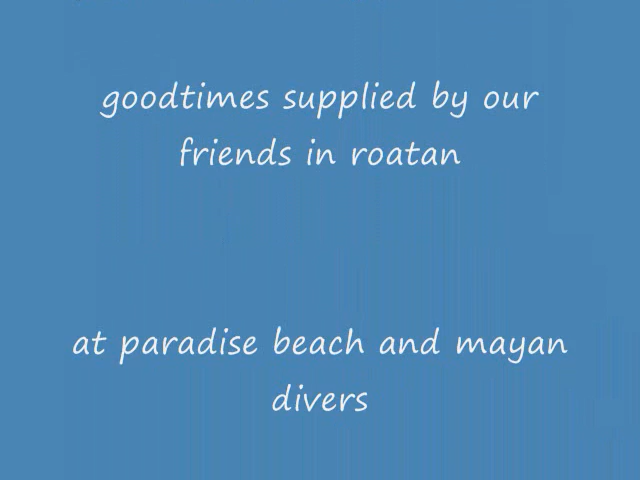 goodtimes supplied by our
friends in roatan
at paradise beach and mayan
divers